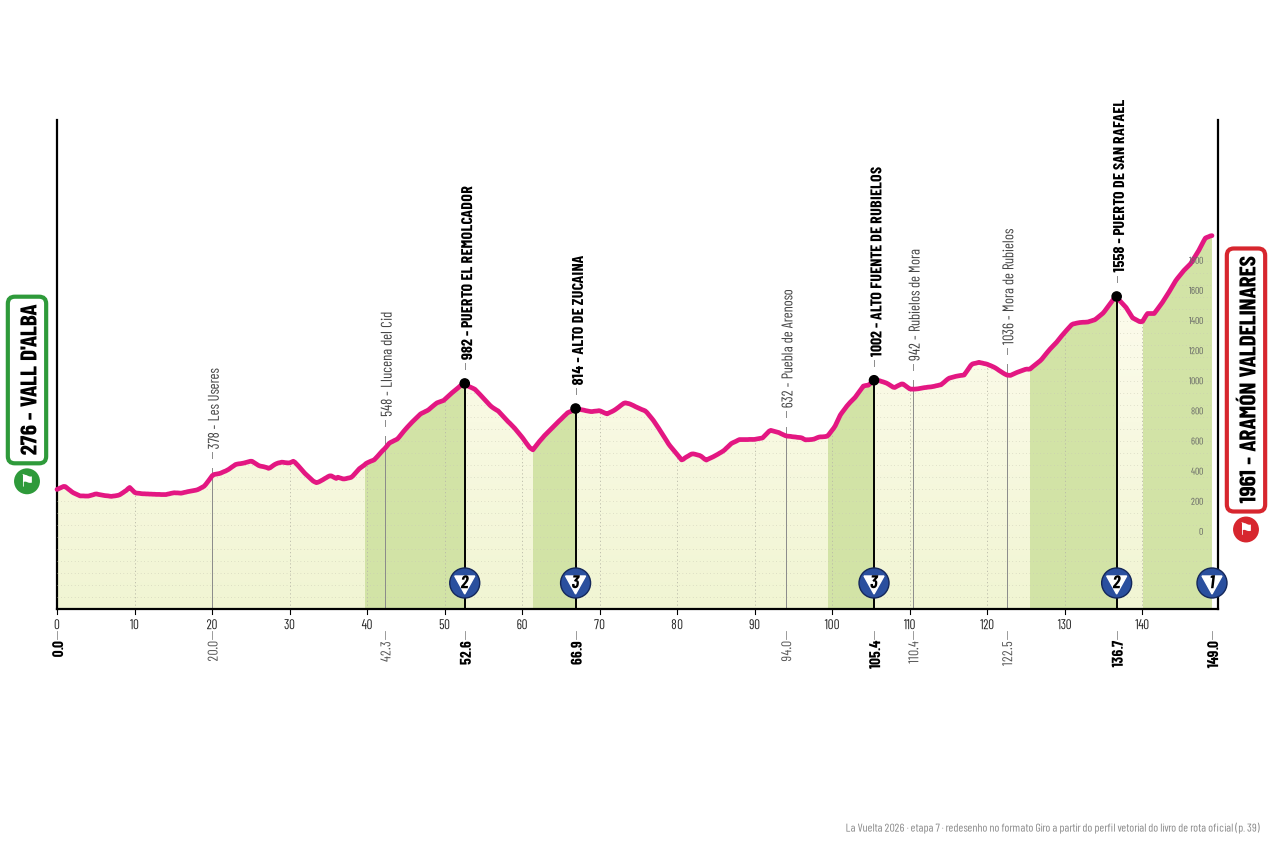 276 - VALL D'ALBA
378 - Les Useres
548 - Llucena del Cid
982 - PUERTO EL REMOLCADOR
814 - ALTO DE ZUCAINA
632 - Puebla de Arenoso
1002 - ALTO FUENTE DE RUBIELOS
942 - Rubielos de Mora
1036 - Mora de Rubielos
1558 - PUERTO DE SAN RAFAEL
1961 - ARAMÓN VALDELINARES
1800
1600
1400
1200
1000
800
600
400
200
0
2
3
3
2
1
0 10 20 30 40 50 60 70 80 90 100 110 120 130 140
0.0 20.0 42.3 52.6 66.9 94.0 105.4 110.4 122.5 136.7 149.0
La Vuelta 2026 · etapa 7 · redesenho no formato Giro a partir do perfil vetorial do livro de rota oficial (p. 39)